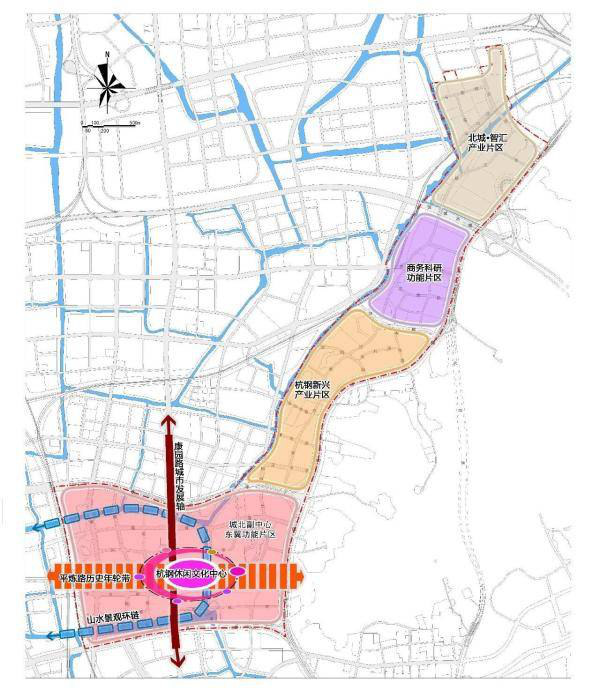 N
0 100 500m
50 200
北城·智汇
产业片区
商务科研
功能片区
杭钢新兴
产业片区
康园路城市发展轴
城北副中心
东翼功能片区
杭钢休闲文化中心
平炼路历史年轮带
山水景观环链